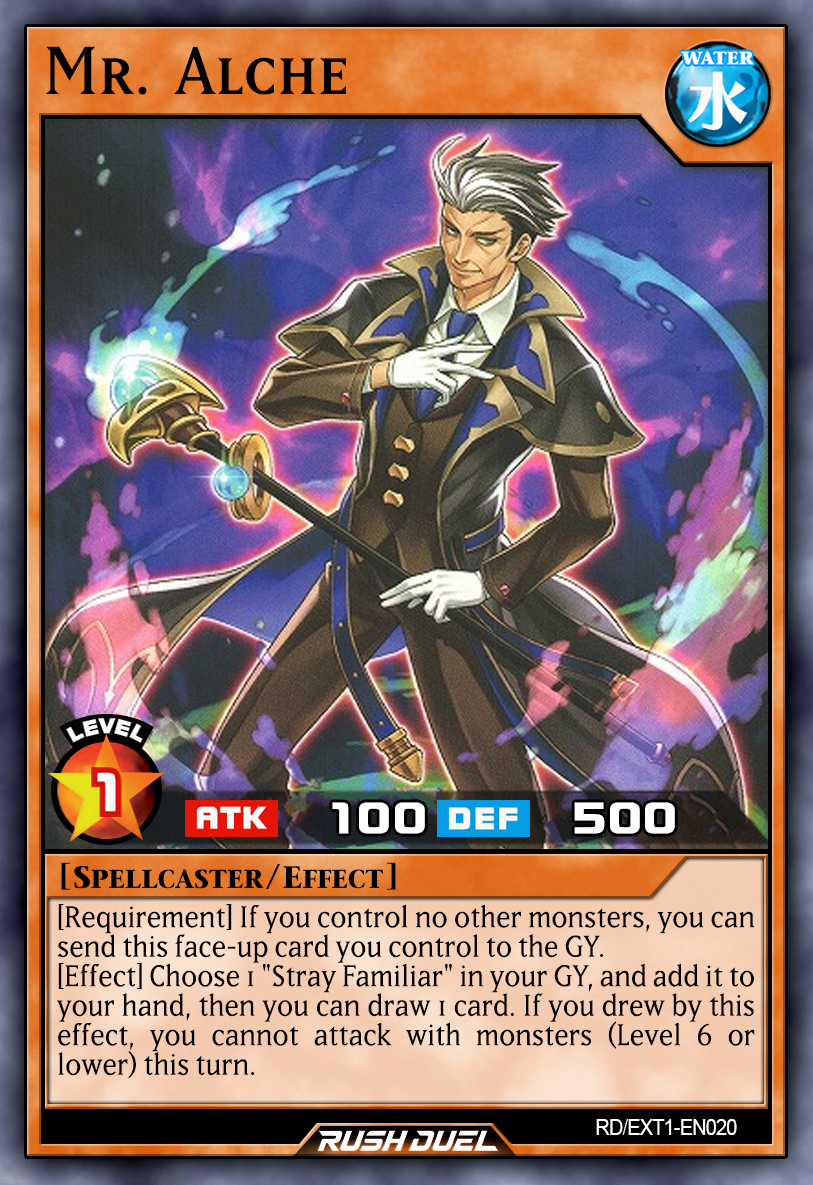 Mr. Alche
WATER
水
LEVEL
1
ATK 100 DEF 500
[Spellcaster/Effect]
[Requirement] If you control no other monsters, you can
send this face-up card you control to the GY.
[Effect] Choose 1 "Stray Familiar" in your GY, and add it to
your hand, then you can draw 1 card. If you drew by this
effect, you cannot attack with monsters (Level 6 or
lower) this turn.
RD/EXT1-EN020
RUSH DUEL